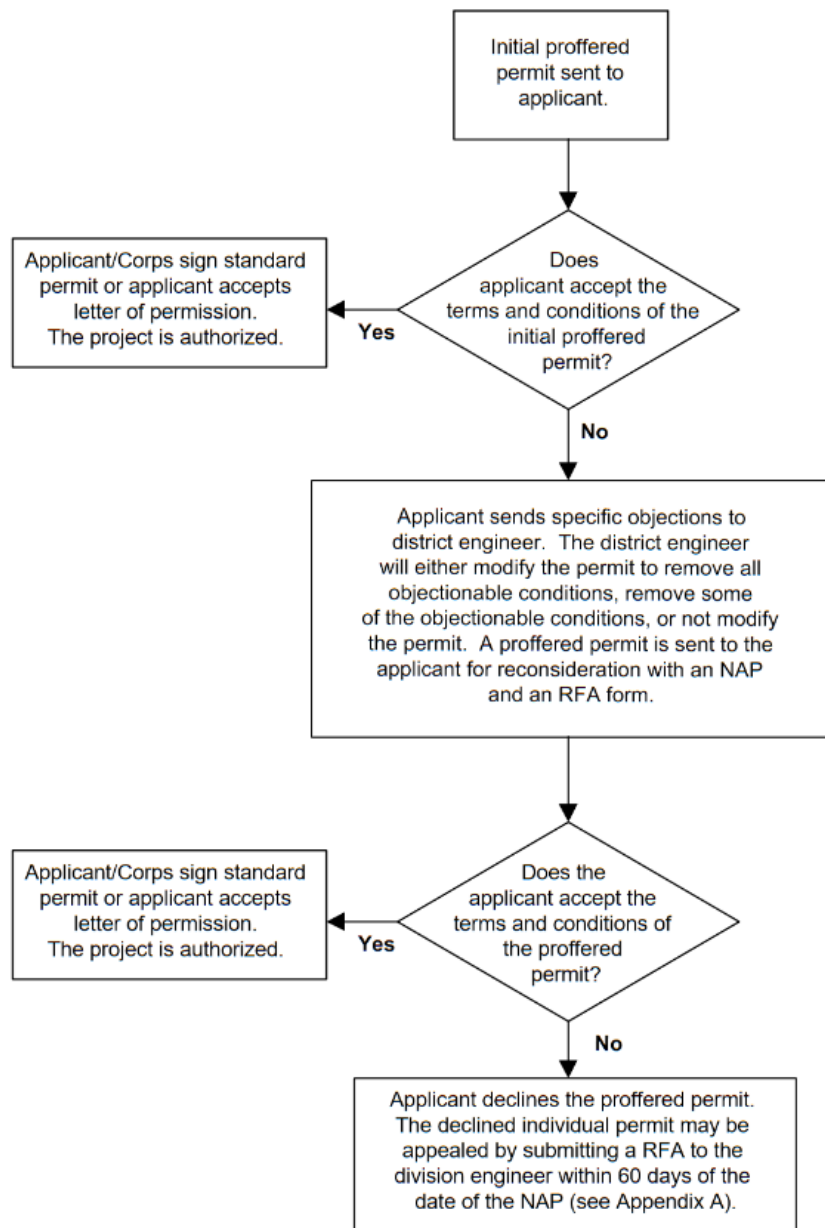 Initial proffered
permit sent to
applicant.
Does
applicant accept the
terms and conditions of the
initial proffered
permit?
Yes
Applicant/Corps sign standard
permit or applicant accepts
letter of permission.
The project is authorized.
No
Applicant sends specific objections to
district engineer.  The district engineer
will either modify the permit to remove all
objectionable conditions, remove some
of the objectionable conditions, or not modify
the permit.  A proffered permit is sent to the
applicant for reconsideration with an NAP
and an RFA form.
Does the
applicant accept the
terms and conditions of
the proffered
permit?
Yes
Applicant/Corps sign standard
permit or applicant accepts
letter of permission.
The project is authorized.
No
Applicant declines the proffered permit.
The declined individual permit may be
appealed by submitting a RFA to the
division engineer within 60 days of the
date of the NAP (see Appendix A).